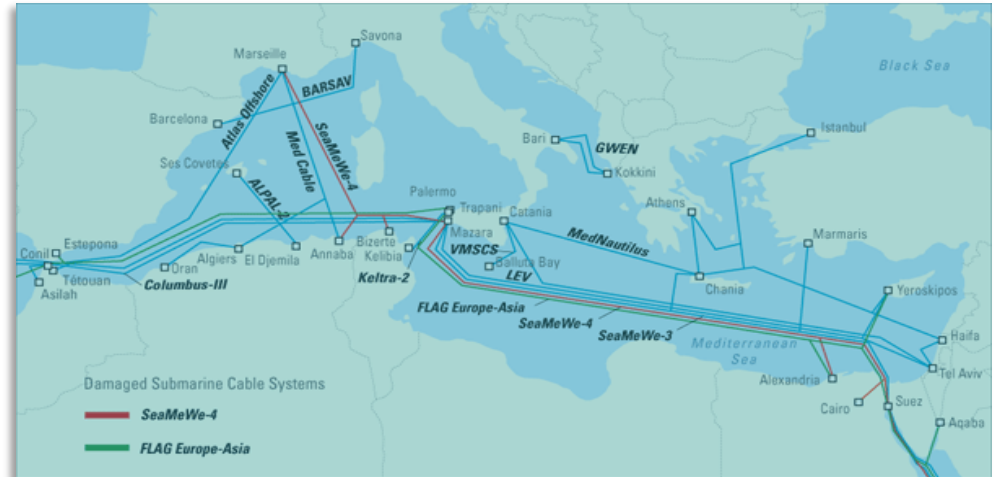 Savona
Marseille
Black Sea
BARSAV
Atlas Offshore
Barcelona
SeaMeWe-4
Med Cable
Istanbul
Bari
GWEN
Ses Covetes
Kokkini
ALPAL-2
Palermo
Trapani
Catania
Athens
Mazara
Marmaris
Estepona
Conil
Bizerte
Kelibia
VMSCS
MedNautilus
Algiers
El Djemila
Annaba
Balluta Bay
Tétouan
Oran
Keltra-2
LEV
Chania
Asilah
Columbus-III
Yeroskipos
FLAG Europe-Asia
SeaMeWe-4
SeaMeWe-3
Mediterranean
Sea
Haifa
Tel Aviv
Alexandria
Damaged Submarine Cable Systems
Cairo
Suez
SeaMeWe-4
Aqaba
FLAG Europe-Asia